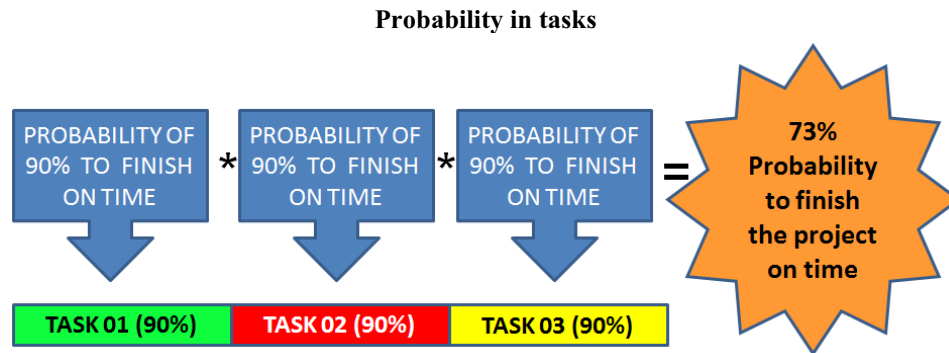 Probability in tasks
PROBABILITY OF
90% TO FINISH
ON TIME
*
PROBABILITY OF
90% TO FINISH
ON TIME
*
PROBABILITY OF
90% TO FINISH
ON TIME
=
73%
Probability
to finish
the project
on time
TASK 01 (90%)
TASK 02 (90%)
TASK 03 (90%)